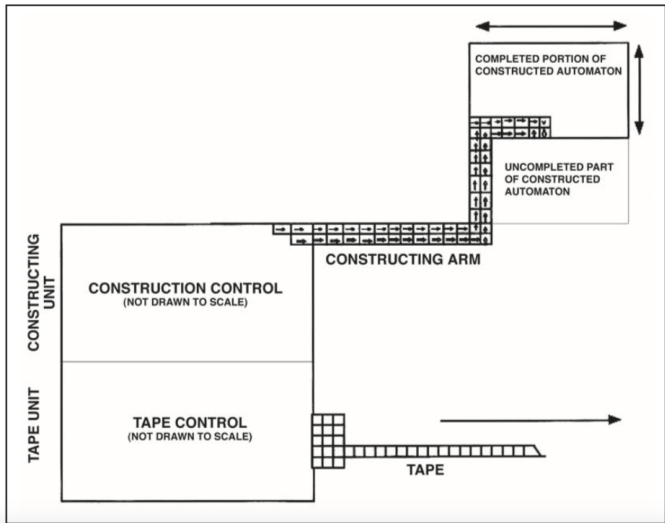 COMPLETED PORTION OF
CONSTRUCTED AUTOMATON
UNCOMPLETED PART
OF CONSTRUCTED
AUTOMATON
CONSTRUCTING ARM
CONSTRUCTING
UNIT
CONSTRUCTION CONTROL
(NOT DRAWN TO SCALE)
TAPE UNIT
TAPE CONTROL
(NOT DRAWN TO SCALE)
TAPE